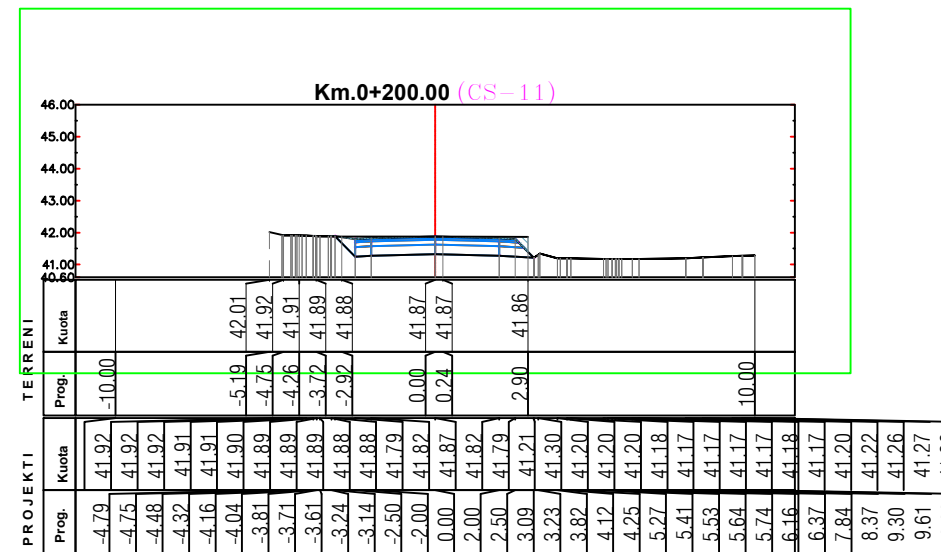 Km.0+200.00 (CS-11)
46.00
45.00
44.00
43.00
42.00
41.00
40.60
TERRENI
Kuota
42.01 41.92 41.91 41.89 41.88 41.87 41.87 41.86
Prog.
-10.00 -5.19 -4.75 -4.26 -3.72 -2.92 0.00 0.24 2.90 10.00
PROJEKTI
Kuota
41.92 41.92 41.92 41.91 41.91 41.90 41.89 41.89 41.89 41.88 41.88 41.79 41.82 41.87 41.82 41.79 41.21 41.30 41.20 41.20 41.20 41.18 41.17 41.17 41.17 41.17 41.18 41.17 41.20 41.22 41.26 41.27
Prog.
-4.79 -4.75 -4.48 -4.32 -4.16 -4.04 -3.81 -3.71 -3.61 -3.24 -3.14 -2.50 -2.00 0.00 2.00 2.50 3.09 3.23 3.82 4.12 4.25 5.27 5.41 5.53 5.64 5.74 6.16 6.37 7.84 8.37 9.30 9.61